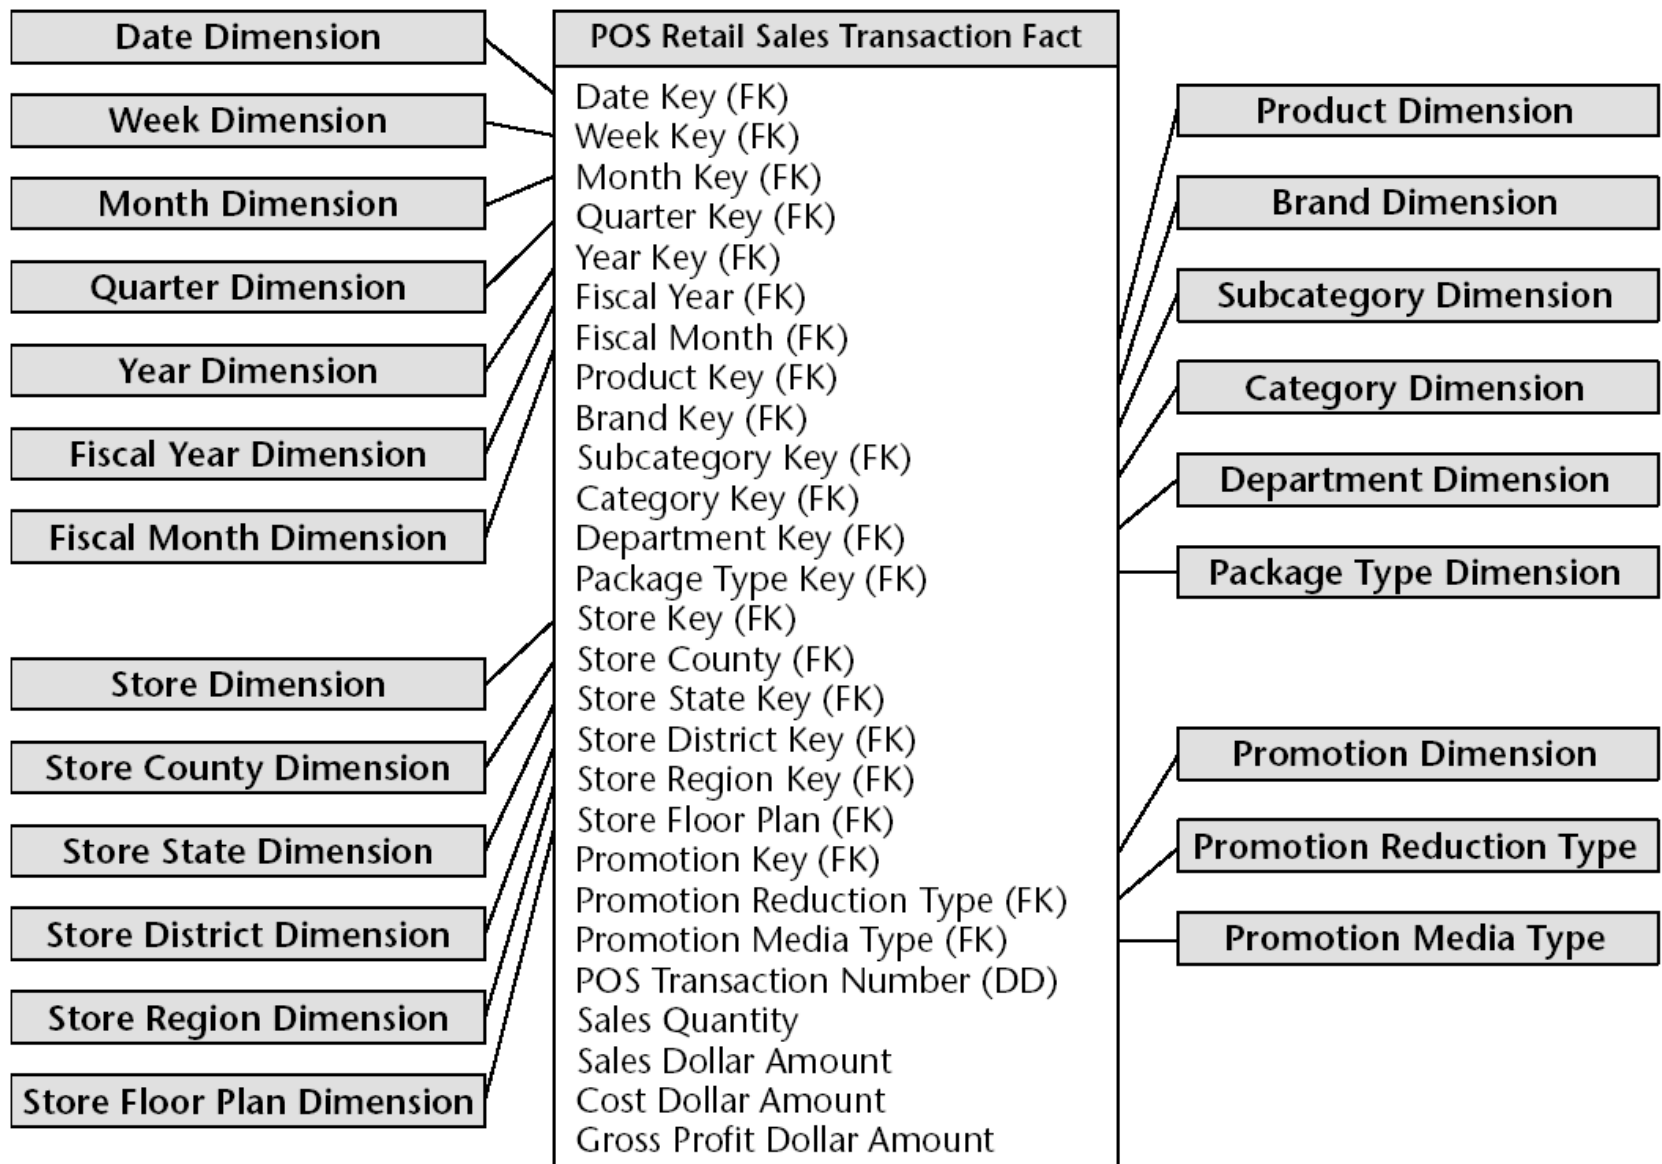 Date Dimension
Week Dimension
Month Dimension
Quarter Dimension
Year Dimension
Fiscal Year Dimension
Fiscal Month Dimension
Store Dimension
Store County Dimension
Store State Dimension
Store District Dimension
Store Region Dimension
Store Floor Plan Dimension
POS Retail Sales Transaction Fact
Date Key (FK)
Week Key (FK)
Month Key (FK)
Quarter Key (FK)
Year Key (FK)
Fiscal Year (FK)
Fiscal Month (FK)
Product Key (FK)
Brand Key (FK)
Subcategory Key (FK)
Category Key (FK)
Department Key (FK)
Package Type Key (FK)
Store Key (FK)
Store County (FK)
Store State Key (FK)
Store District Key (FK)
Store Region Key (FK)
Store Floor Plan (FK)
Promotion Key (FK)
Promotion Reduction Type (FK)
Promotion Media Type (FK)
POS Transaction Number (DD)
Sales Quantity
Sales Dollar Amount
Cost Dollar Amount
Gross Profit Dollar Amount
Product Dimension
Brand Dimension
Subcategory Dimension
Category Dimension
Department Dimension
Package Type Dimension
Promotion Dimension
Promotion Reduction Type
Promotion Media Type